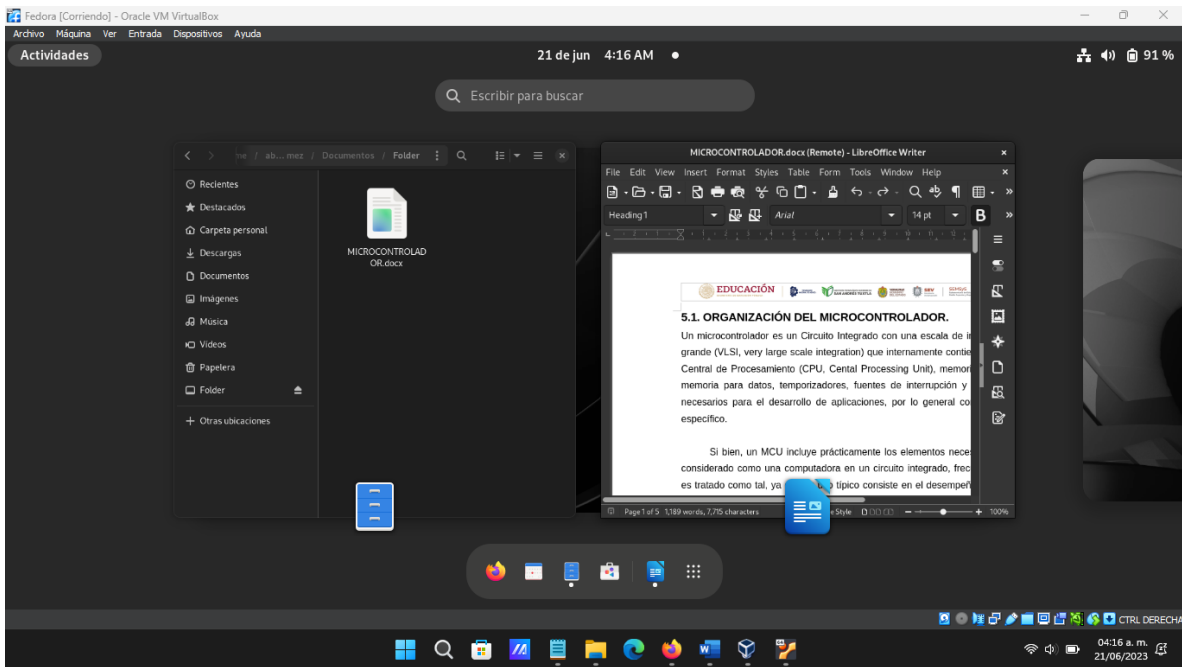 Fedora [Corriendo] - Oracle VM VirtualBox
Archivo Máquina Ver Entrada Dispositivos Ayuda
Actividades
21 de jun 4:16 AM
91 %
Escribir para buscar
ab... mez / Documentos / Folder
Recientes
Destacados
Carpeta personal
Descargas
Documentos
Imágenes
Música
Vídeos
Papelera
Folder
Otras ubicaciones
MICROCONTROLAD
OR.docx
MICROCONTROLADOR.docx (Remote) - LibreOffice Writer
File Edit View Insert Format Styles Table Form Tools Window Help
Heading 1
Arial
14 pt
B
EDUCACIÓN
5.1. ORGANIZACIÓN DEL MICROCONTROLADOR.
Un microcontrolador es un Circuito Integrado con una escala de in
grande (VLSI, very large scale integration) que internamente contie
Central de Procesamiento (CPU, Cental Processing Unit), memori
memoria para datos, temporizadores, fuentes de interrupción y
necesarios para el desarrollo de aplicaciones, por lo general co
específico.
Si bien, un MCU incluye prácticamente los elementos nece
considerado como una computadora en un circuito integrado, frec
es tratado como tal, ya típico consiste en el desempeñ
Page 1 of 5 1,189 words, 7,715 characters
e Style
100%
CTRL DERECHA
04:16 a. m.
21/06/2023